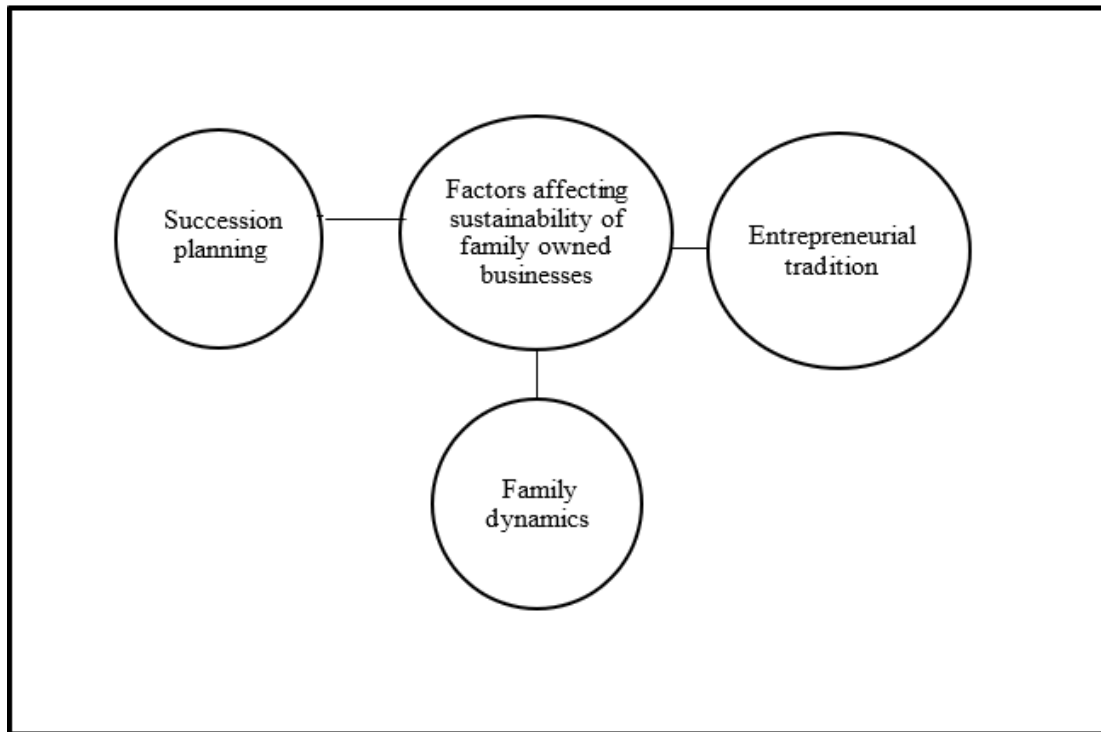 Succession
planning
Factors affecting
sustainability of
family owned
businesses
Entrepreneurial
tradition
Family
dynamics